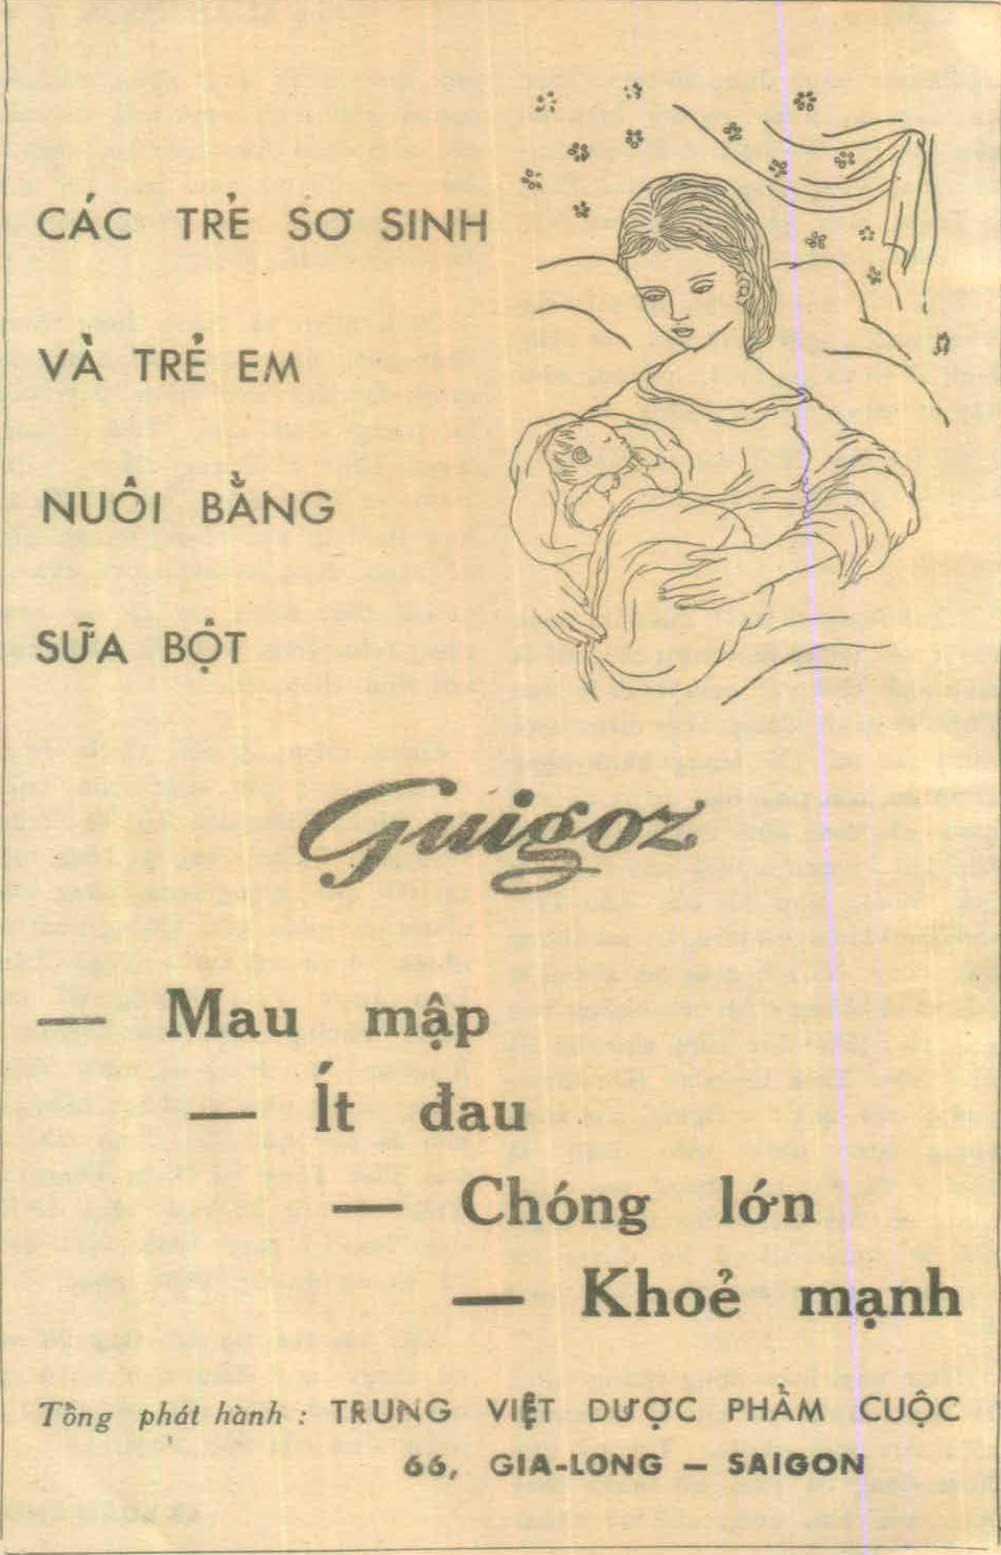 CÁC TRẺ SƠ SINH
VÀ TRẺ EM
NUÔI BẰNG
SỮA BỘT
Guigoz
— Mau mập
— Ít đau
— Chóng lớn
— Khoẻ mạnh
Tổng phát hành : TRUNG VIỆT DƯỢC PHẨM CUỘC
66, GIA-LONG — SAIGON